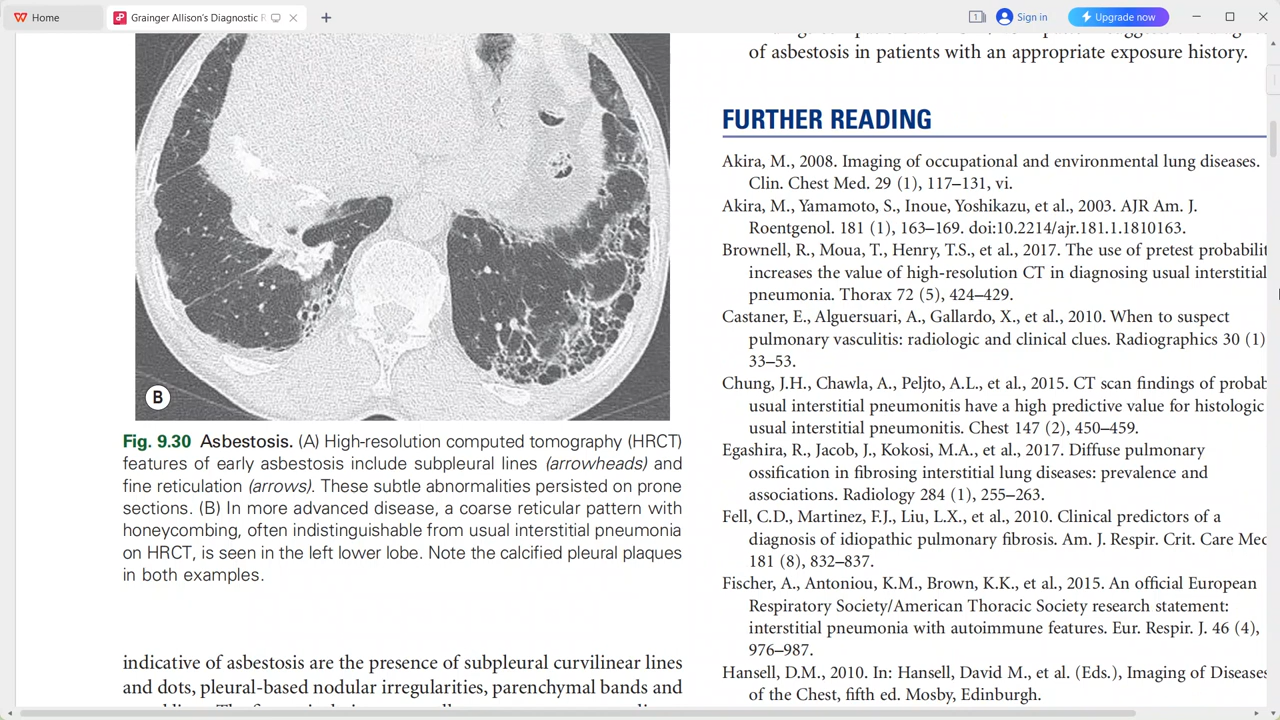 Home
Grainger Allison's Diagnostic R
1
Sign in
Upgrade now
of asbestosis in patients with an appropriate exposure history.
B
Fig. 9.30 Asbestosis. (A) High-resolution computed tomography (HRCT)
features of early asbestosis include subpleural lines (arrowheads) and
fine reticulation (arrows). These subtle abnormalities persisted on prone
sections. (B) In more advanced disease, a coarse reticular pattern with
honeycombing, often indistinguishable from usual interstitial pneumonia
on HRCT, is seen in the left lower lobe. Note the calcified pleural plaques
in both examples.
indicative of asbestosis are the presence of subpleural curvilinear lines
and dots, pleural-based nodular irregularities, parenchymal bands and
FURTHER READING
Akira, M., 2008. Imaging of occupational and environmental lung diseases.
Clin. Chest Med. 29 (1), 117–131, vi.
Akira, M., Yamamoto, S., Inoue, Yoshikazu, et al., 2003. AJR Am. J.
Roentgenol. 181 (1), 163–169. doi:10.2214/ajr.181.1.1810163.
Brownell, R., Moua, T., Henry, T.S., et al., 2017. The use of pretest probabilit
increases the value of high-resolution CT in diagnosing usual interstitial
pneumonia. Thorax 72 (5), 424–429.
Castaner, E., Alguersuari, A., Gallardo, X., et al., 2010. When to suspect
pulmonary vasculitis: radiologic and clinical clues. Radiographics 30 (1)
33–53.
Chung, J.H., Chawla, A., Peljto, A.L., et al., 2015. CT scan findings of probab
usual interstitial pneumonitis have a high predictive value for histologic
usual interstitial pneumonia. Chest 147 (2), 450–459.
Egashira, R., Jacob, J., Kokosi, M.A., et al., 2017. Diffuse pulmonary
ossification in fibrosing interstitial lung diseases: prevalence and
associations. Radiology 284 (1), 255–263.
Fell, C.D., Martinez, F.J., Liu, L.X., et al., 2010. Clinical predictors of a
diagnosis of idiopathic pulmonary fibrosis. Am. J. Respir. Crit. Care Med
181 (8), 832–837.
Fischer, A., Antoniou, K.M., Brown, K.K., et al., 2015. An official European
Respiratory Society/American Thoracic Society research statement:
interstitial pneumonia with autoimmune features. Eur. Respir. J. 46 (4),
976–987.
Hansell, D.M., 2010. In: Hansell, David M., et al. (Eds.), Imaging of Diseases
of the Chest, fifth ed. Mosby, Edinburgh.